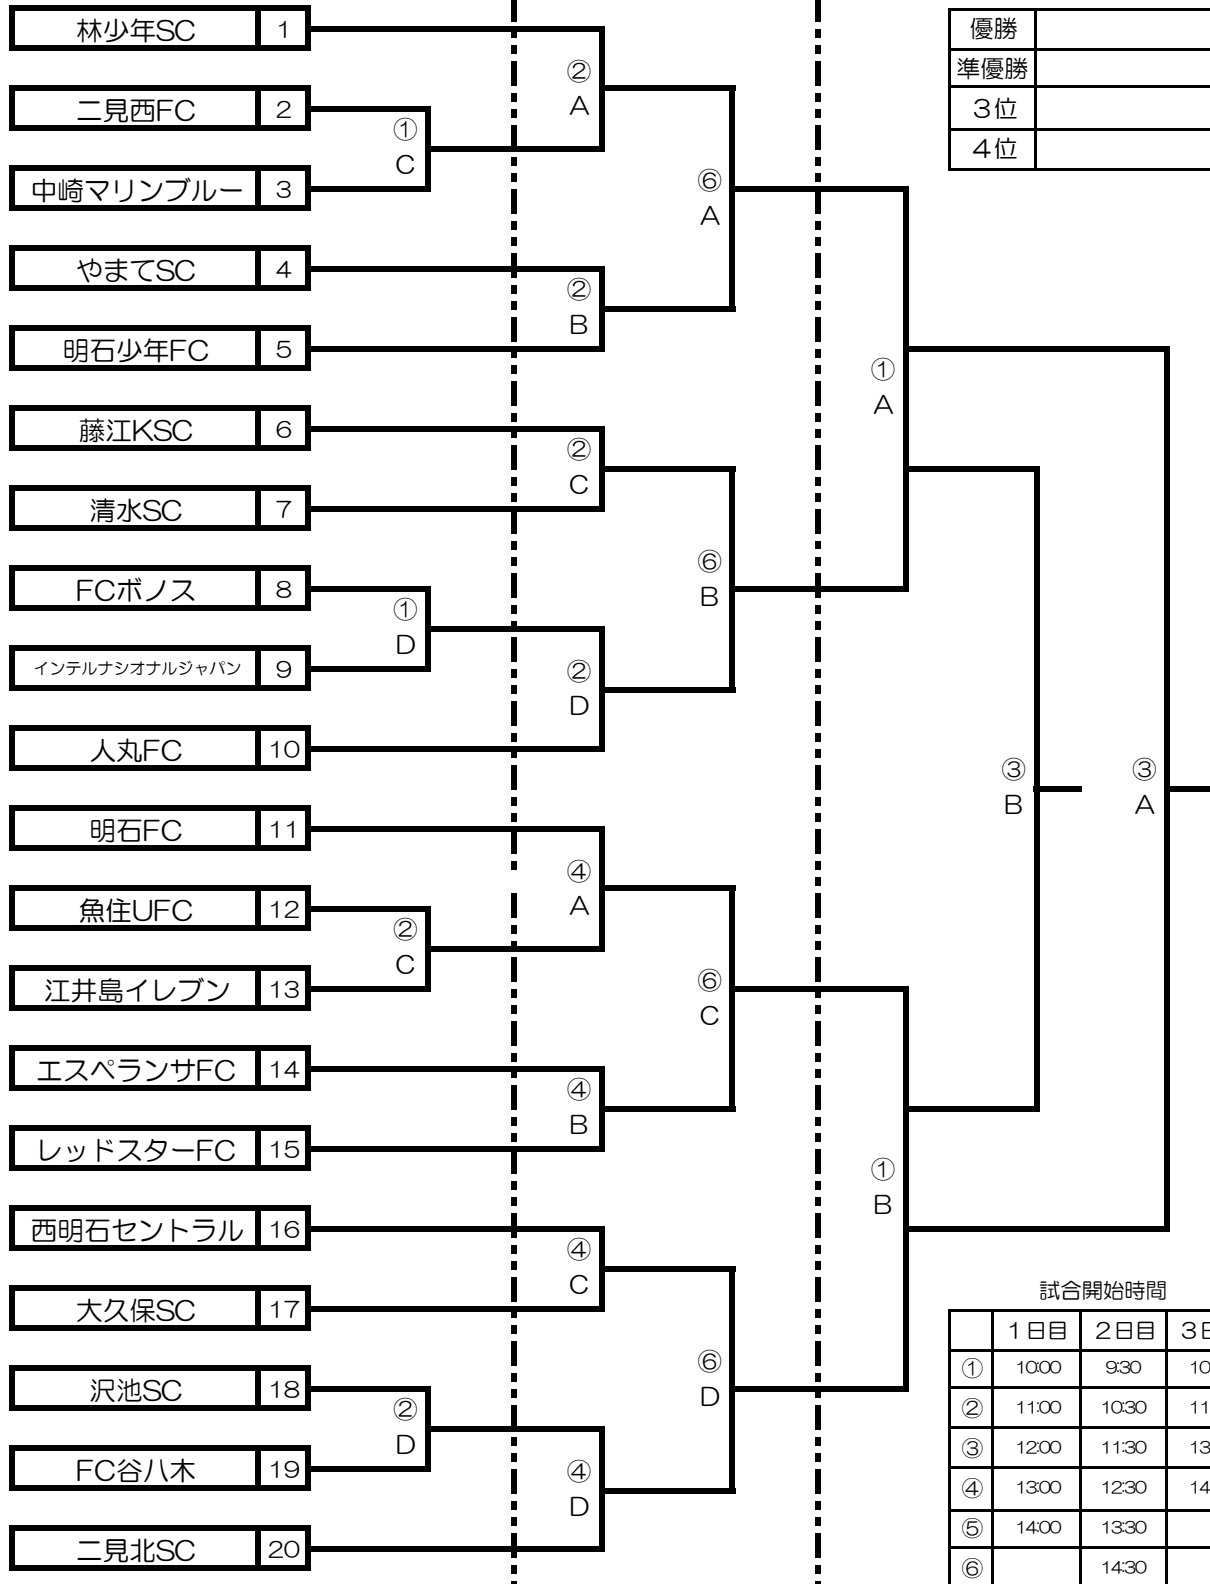 林少年SC 1
二見西FC 2
中崎マリンブルー 3
やまてSC 4
明石少年FC 5
藤江KSC 6
清水SC 7
FCボノス 8
インテルナシオナルジャパン 9
人丸FC 10
明石FC 11
魚住UFC 12
江井島イレブン 13
エスペランサFC 14
レッドスターFC 15
西明石セントラル 16
大久保SC 17
沢池SC 18
FC谷八木 19
二見北SC 20
①
C
①
D
②
C
②
D
②
A
②
B
②
C
②
D
④
A
④
B
④
C
④
D
⑥
A
⑥
B
⑥
C
⑥
D
①
A
①
B
③
B
③
A
優勝
準優勝
3位
4位
試合開始時間
1日目 2日目 3日
① 10:00 9:30 10
② 11:00 10:30 11
③ 12:00 11:30 13
④ 13:00 12:30 14
⑤ 14:00 13:30
⑥ 14:30